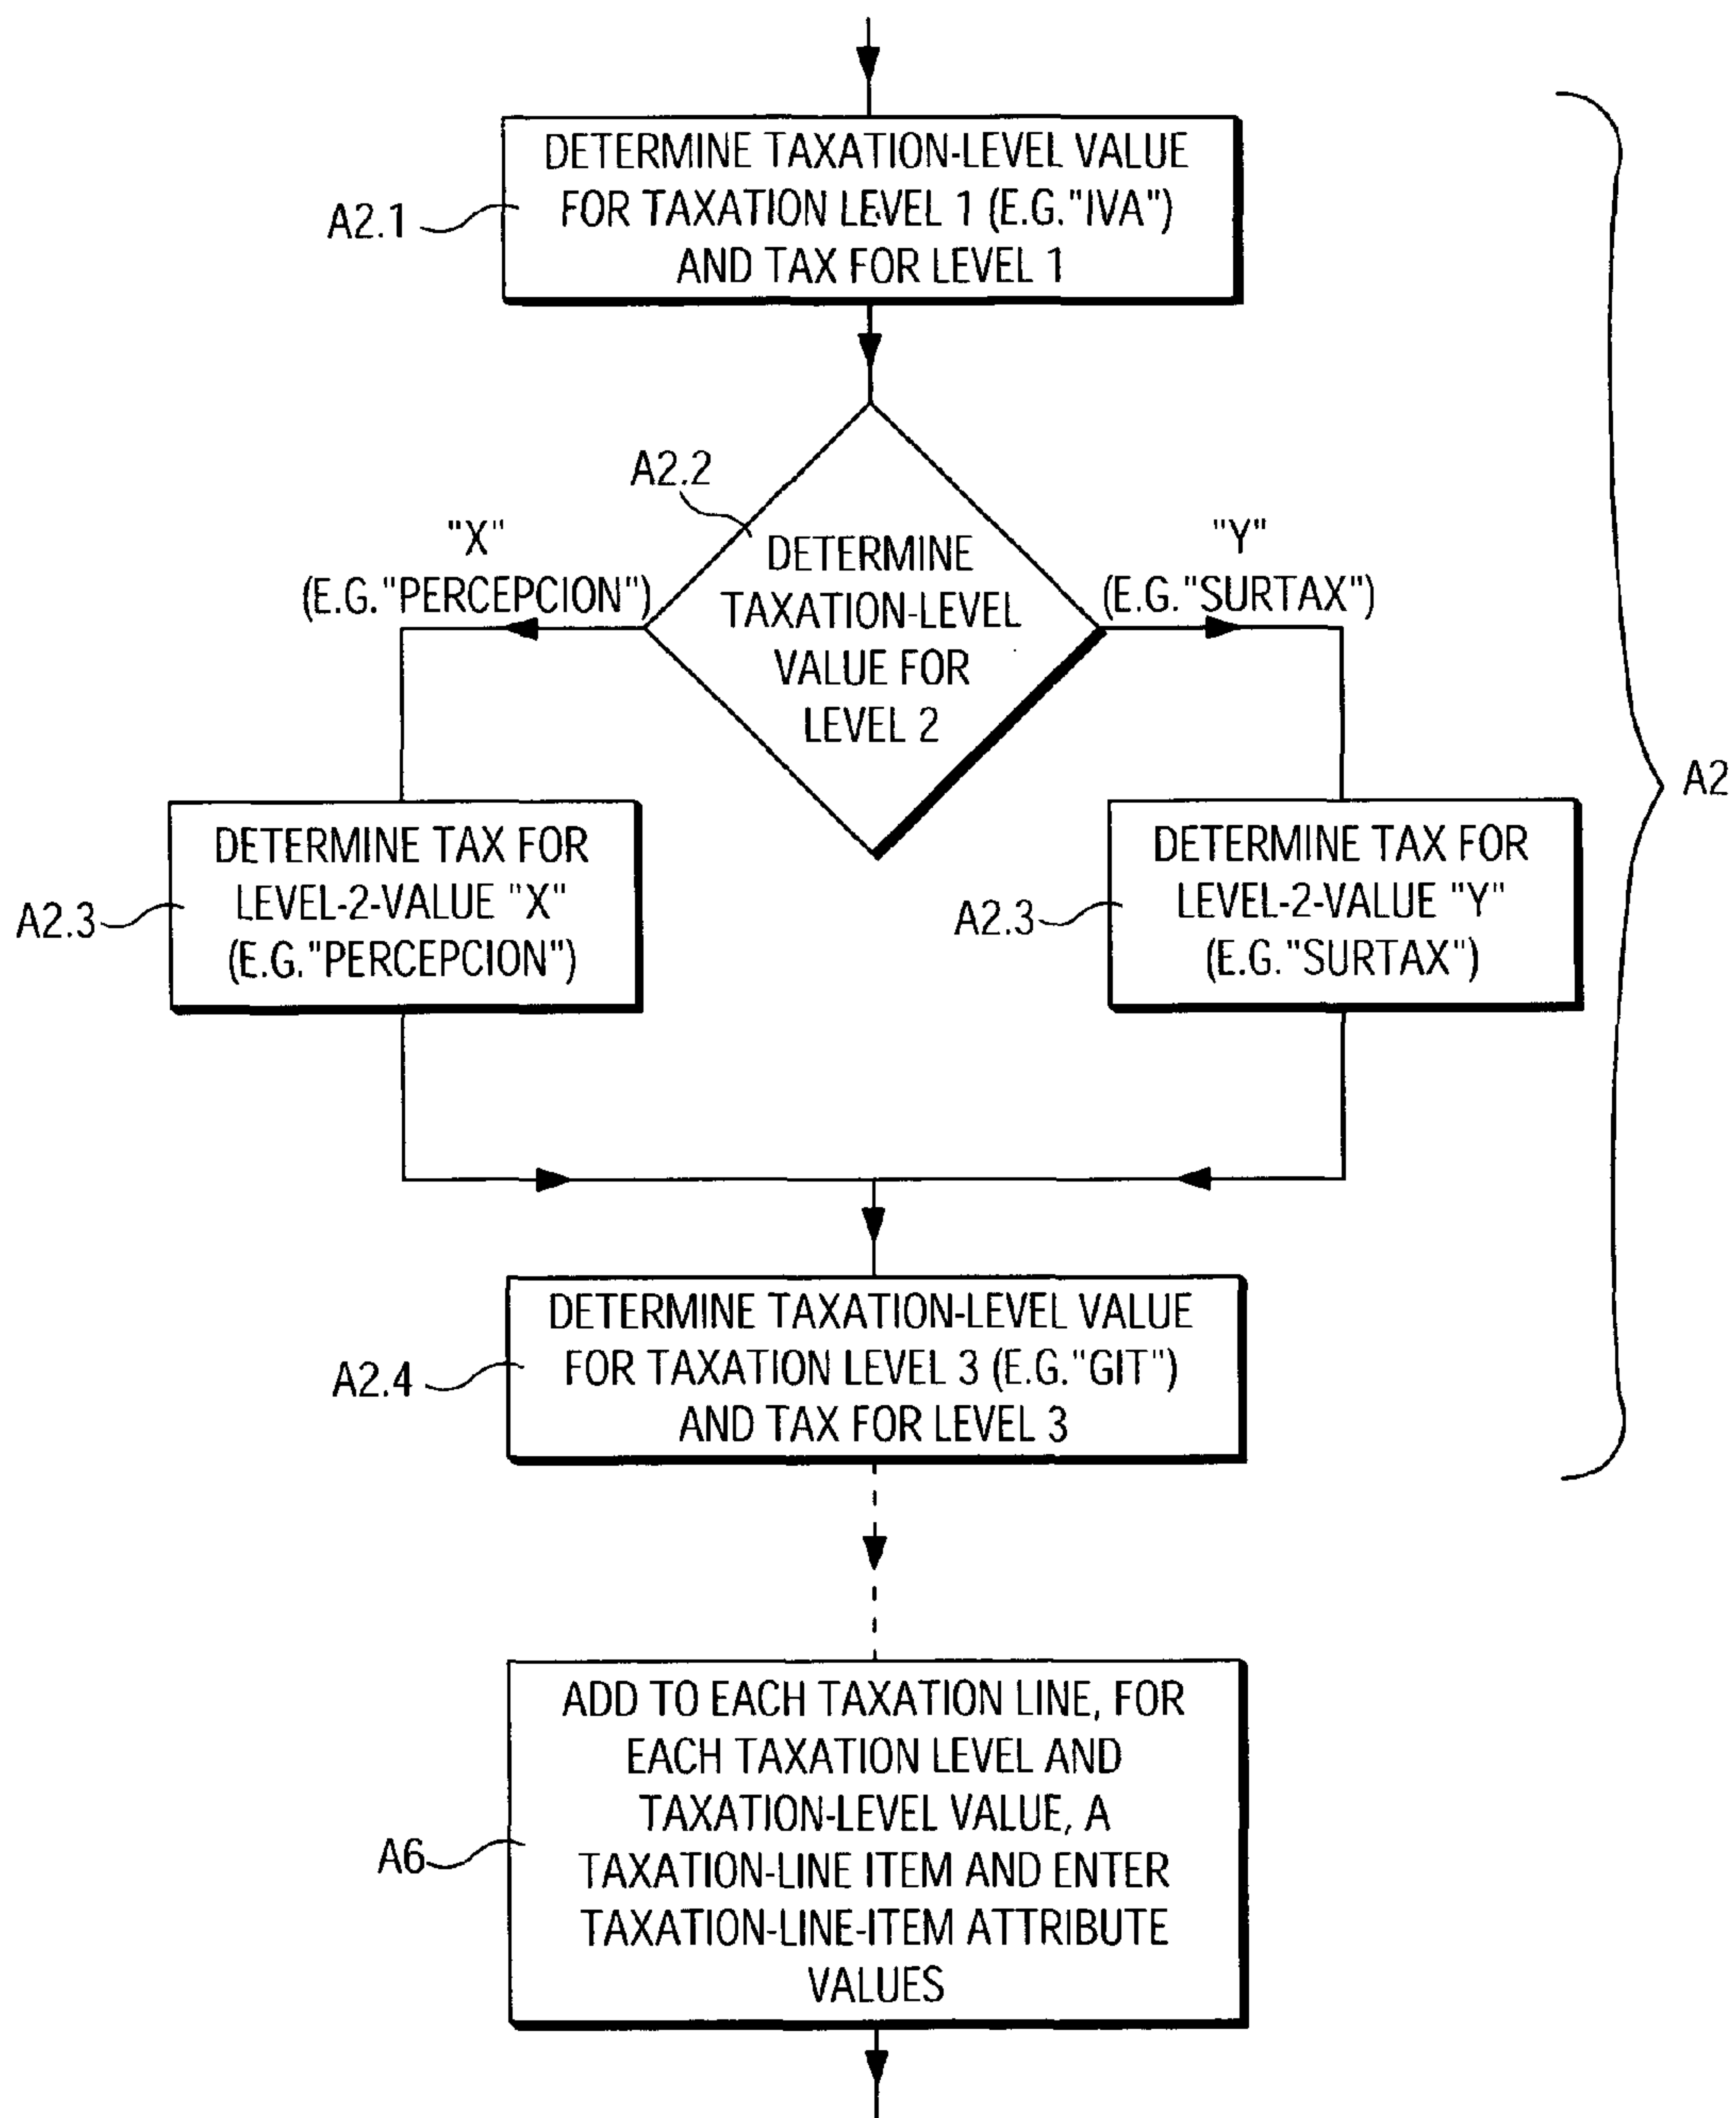 DETERMINE TAXATION-LEVEL VALUE
FOR TAXATION LEVEL 1 (E.G."IVA")
AND TAX FOR LEVEL 1
A2.1
A2.2
DETERMINE
TAXATION-LEVEL
VALUE FOR
LEVEL 2
"X"
(E.G."PERCEPCION")
"Y"
(E.G."SURTAX")
A2
DETERMINE TAX FOR
LEVEL-2-VALUE "X"
(E.G."PERCEPCION")
A2.3
DETERMINE TAX FOR
LEVEL-2-VALUE "Y"
(E.G."SURTAX")
A2.3
DETERMINE TAXATION-LEVEL VALUE
FOR TAXATION LEVEL 3 (E.G."GIT")
AND TAX FOR LEVEL 3
A2.4
ADD TO EACH TAXATION LINE, FOR
EACH TAXATION LEVEL AND
TAXATION-LEVEL VALUE, A
TAXATION-LINE ITEM AND ENTER
TAXATION-LINE-ITEM ATTRIBUTE
VALUES
A6